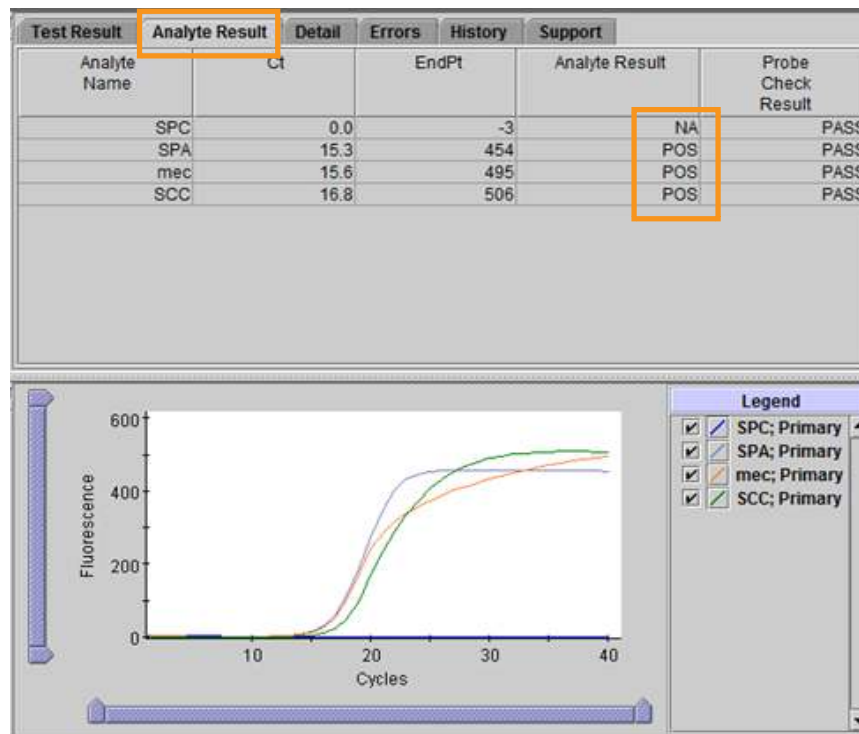 Test Result Analyte Result Detail Errors History Support
Analyte Name Ct EndPt Analyte Result Probe Check Result
SPC 0.0 -3 NA PASS
SPA 15.3 454 POS PASS
mec 15.6 495 POS PASS
SCC 16.8 506 POS PASS
Legend
SPC; Primary
SPA; Primary
mec; Primary
SCC; Primary
Fluorescence
600
400
200
0
10 20 30 40
Cycles